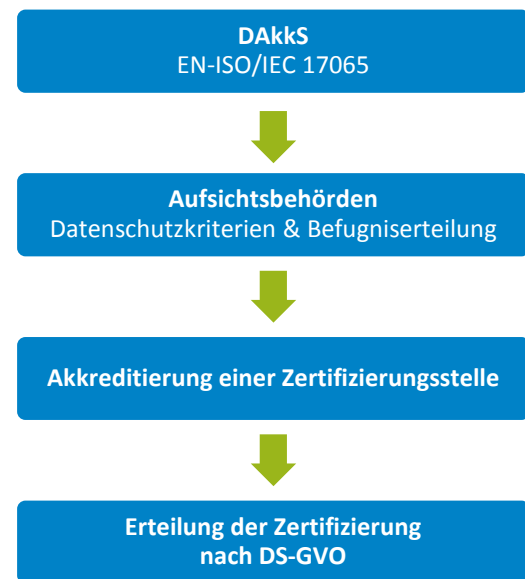 DAkkS
EN-ISO/IEC 17065
Aufsichtsbehörden
Datenschutzkriterien & Befugniserteilung
Akkreditierung einer Zertifizierungsstelle
Erteilung der Zertifizierung
nach DS-GVO